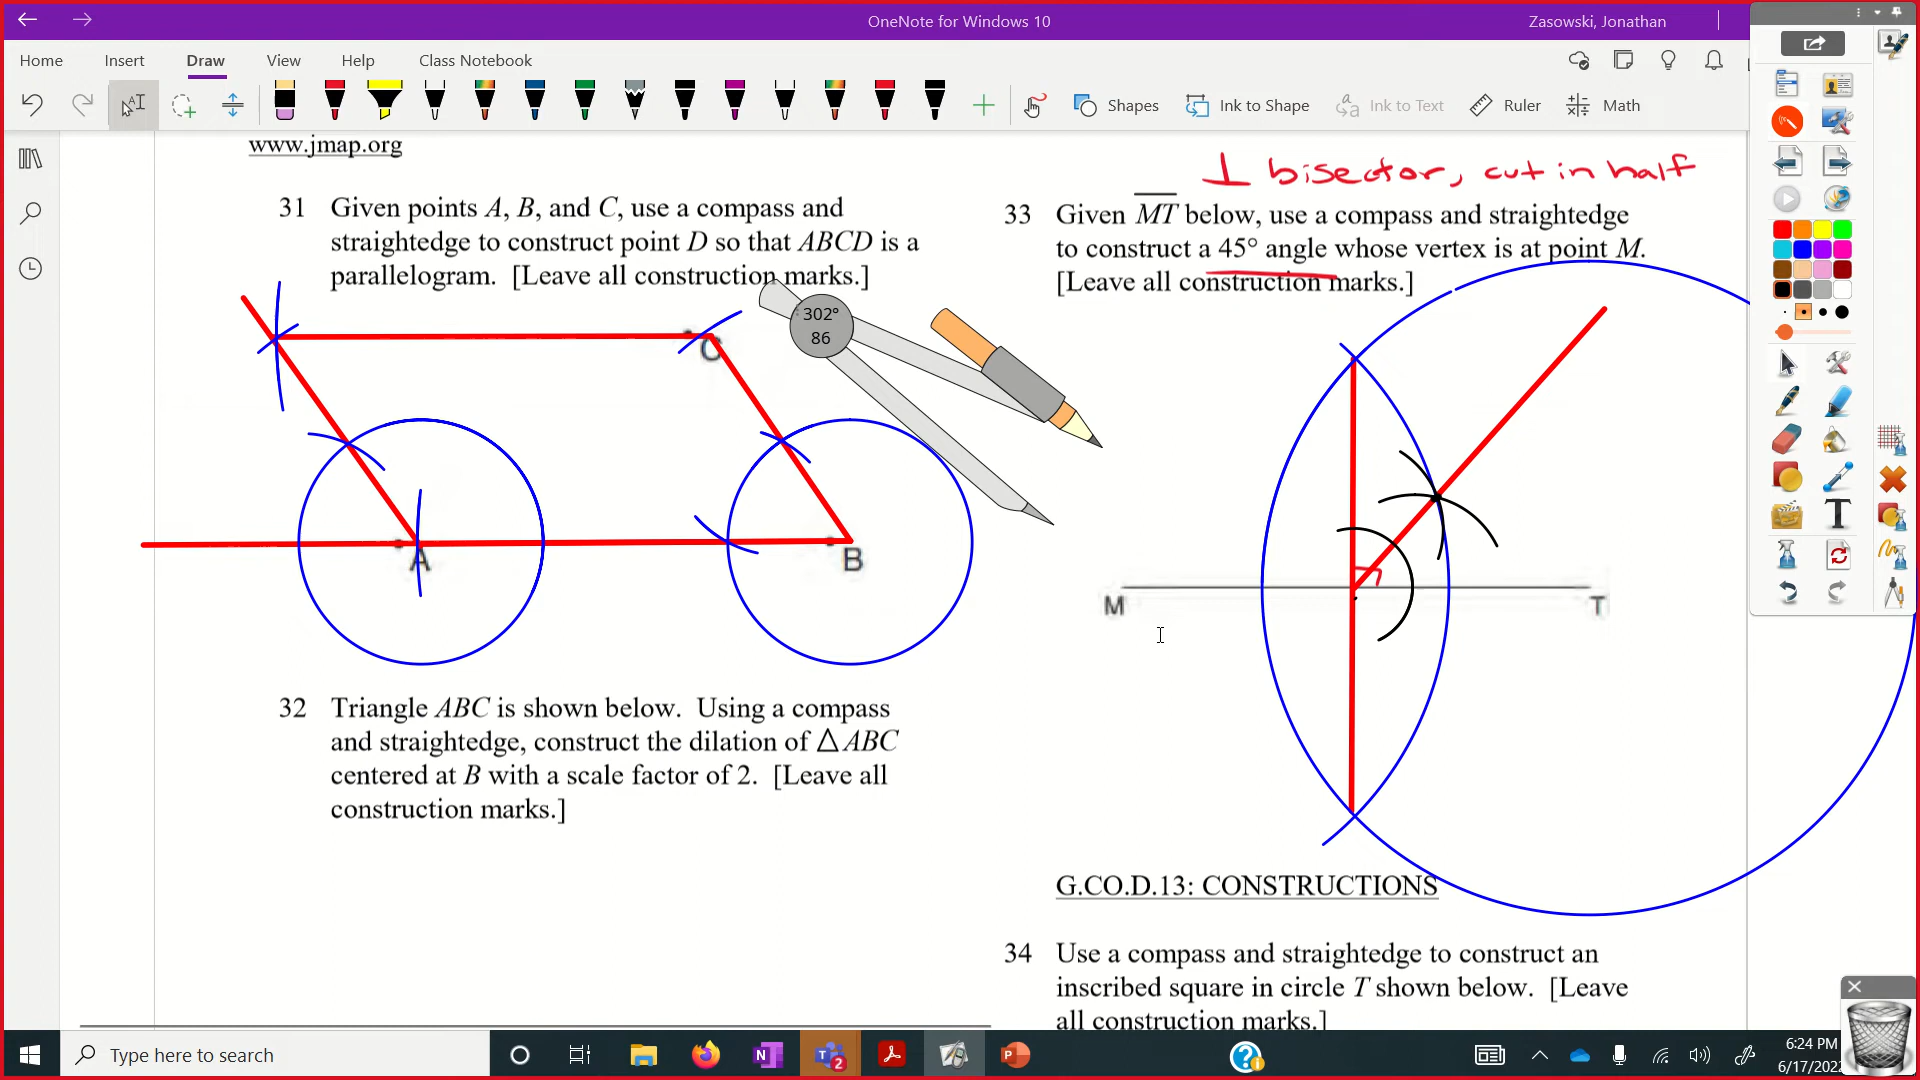 OneNote for Windows 10
Zasowski, Jonathan
Home
Insert
Draw
View
Help
Class Notebook
Shapes
Ink to Shape
Ink to Text
Ruler
Math
www.jmap.org
31 Given points A, B, and C, use a compass and
straightedge to construct point D so that ABCD is a
parallelogram. [Leave all construction marks.]
C
A
B
302°
86
32 Triangle ABC is shown below. Using a compass
and straightedge, construct the dilation of △ABC
centered at B with a scale factor of 2. [Leave all
construction marks.]
⊥ bisector, cut in half
33 Given MT below, use a compass and straightedge
to construct a 45° angle whose vertex is at point M.
[Leave all construction marks.]
M
T
G.CO.D.13: CONSTRUCTIONS
34 Use a compass and straightedge to construct an
inscribed square in circle T shown below. [Leave
all construction marks.]
Type here to search
2
6:24 PM